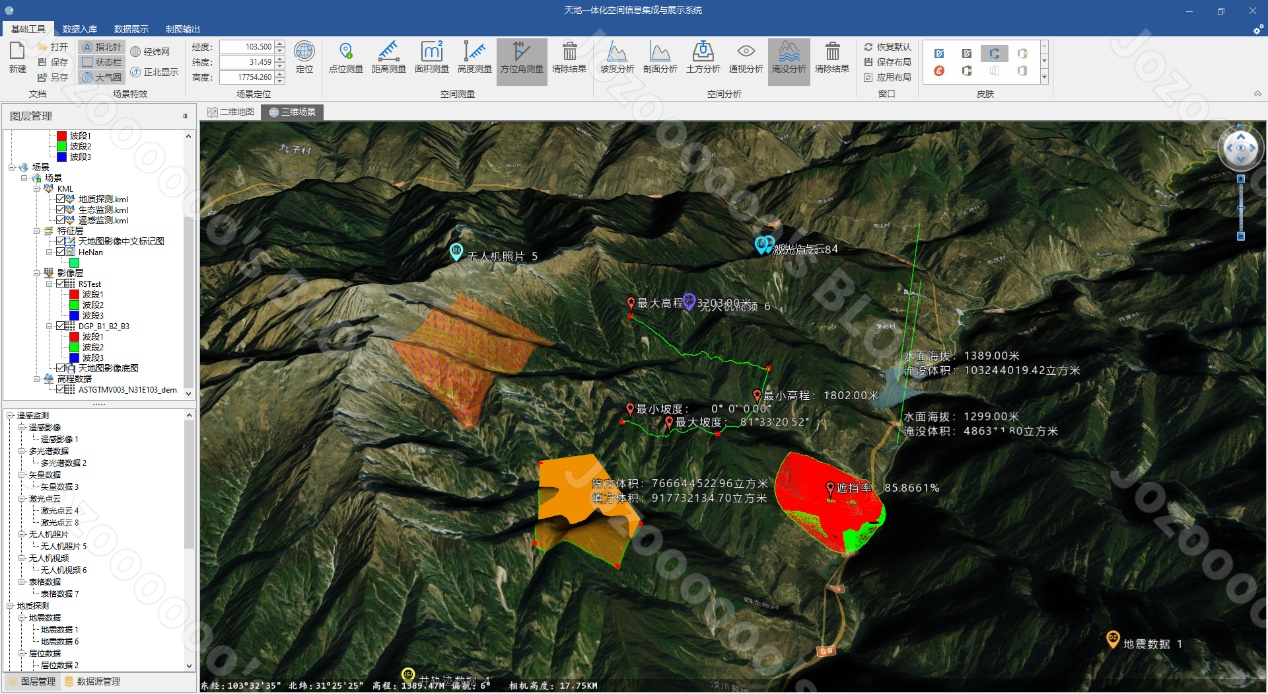 天地一体化空间信息集成与展示系统
基础工具 数据入库 数据展示 制图输出
新建 打开 保存 另存
指北针 状态栏 大气圈 经纬网 正北显示
经度: 103.500
纬度: 31.459
高度: 17754.260
定位
点位测量 距离测量 面积测量 高度测量 方位角测量 清除结果
坡度分析 剖面分析 土方分析 通视分析 淹没分析 清除结果
恢复默认
保存布局
应用布局
文档 场景特效 场景定位 空间测量 空间分析 窗口 皮肤
图层管理
二维地图 三维场景
波段1
波段2
波段3
场景
场景
KML
地质探测.kml
生态监测.kml
遥感监测.kml
特征层
天地图影像中文标记图
HeNan
影像层
RSTest
波段1
波段2
波段3
DGP_B1_B2_B3
波段1
波段2
波段3
天地图影像底图
高程数据
ASTGTMV003_N31E103_dem
遥感监测
遥感影像
遥感影像 1
多光谱数据
多光谱数据 2
矢量数据
矢量数据 3
激光点云
激光点云 4
激光点云 8
无人机照片
无人机照片 5
无人机视频
无人机视频 6
表格数据
表格数据 7
地质探测
地震数据
地震数据 1
地震数据 6
层位数据
层位数据 2
图层管理 数据源管理
无人机照片 5
最大高程: 3203.00米
无人机视频 6
水面海拔: 1389.00米
淹没体积: 103244019.42立方米
最小高程: 1802.00米
最小坡度: 0° 0' 0.00"
最大坡度: 81°33'20.52"
水面海拔: 1299.00米
挖方体积: 766644522.96立方米
填方体积: 917732134.70立方米
遮挡率: 85.8661%
地震数据 1
东经:103°32'35" 北纬:31°25'25" 高程:1389.47M 偏航:6° 相机高度: 17.75KM
JoZoooooo's BLOG